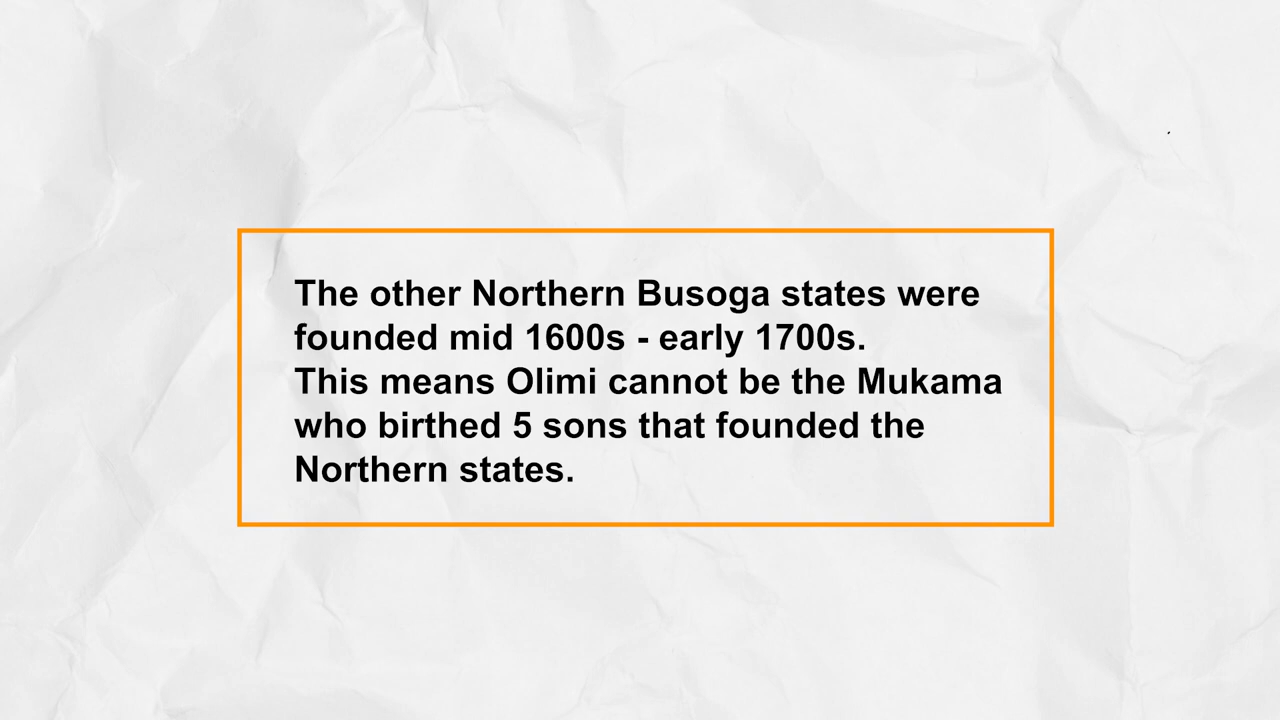 The other Northern Busoga states were
founded mid 1600s - early 1700s.
This means Olimi cannot be the Mukama
who birthed 5 sons that founded the
Northern states.